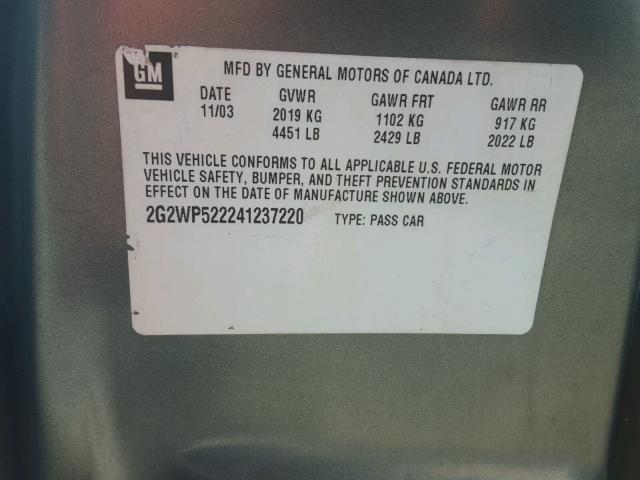 GM
MFD BY GENERAL MOTORS OF CANADA LTD.
DATE GVWR GAWR FRT GAWR RR
11/03 2019 KG 1102 KG 917 KG
4451 LB 2429 LB 2022 LB
THIS VEHICLE CONFORMS TO ALL APPLICABLE U.S. FEDERAL MOTOR
VEHICLE SAFETY, BUMPER, AND THEFT PREVENTION STANDARDS IN
EFFECT ON THE DATE OF MANUFACTURE SHOWN ABOVE.
2G2WP522241237220 TYPE: PASS CAR